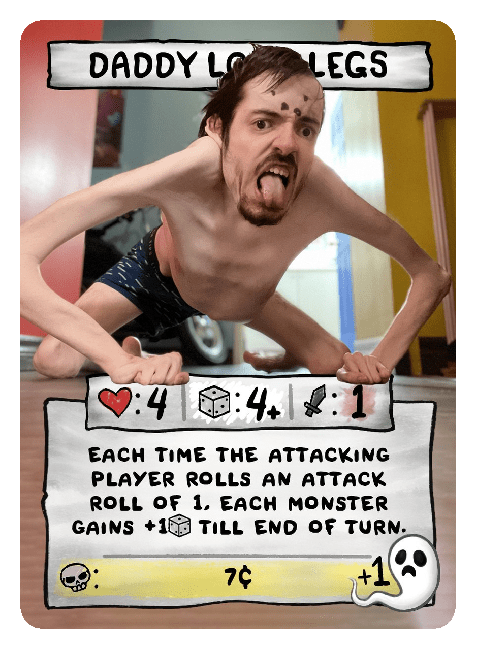 DADDY LO LEGS
:4 :4+ :1
EACH TIME THE ATTACKING
PLAYER ROLLS AN ATTACK
ROLL OF 1, EACH MONSTER
GAINS +1 TILL END OF TURN.
: 7¢ +1